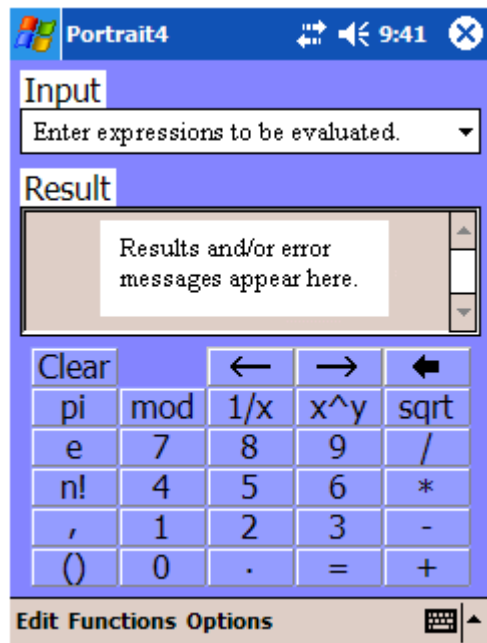 Portrait4 9:41
Input
Enter expressions to be evaluated.
Result
Results and/or error
messages appear here.
Clear ← → ←
pi mod 1/x x^y sqrt
e 7 8 9 /
n! 4 5 6 *
, 1 2 3 -
() 0 . = +
Edit Functions Options